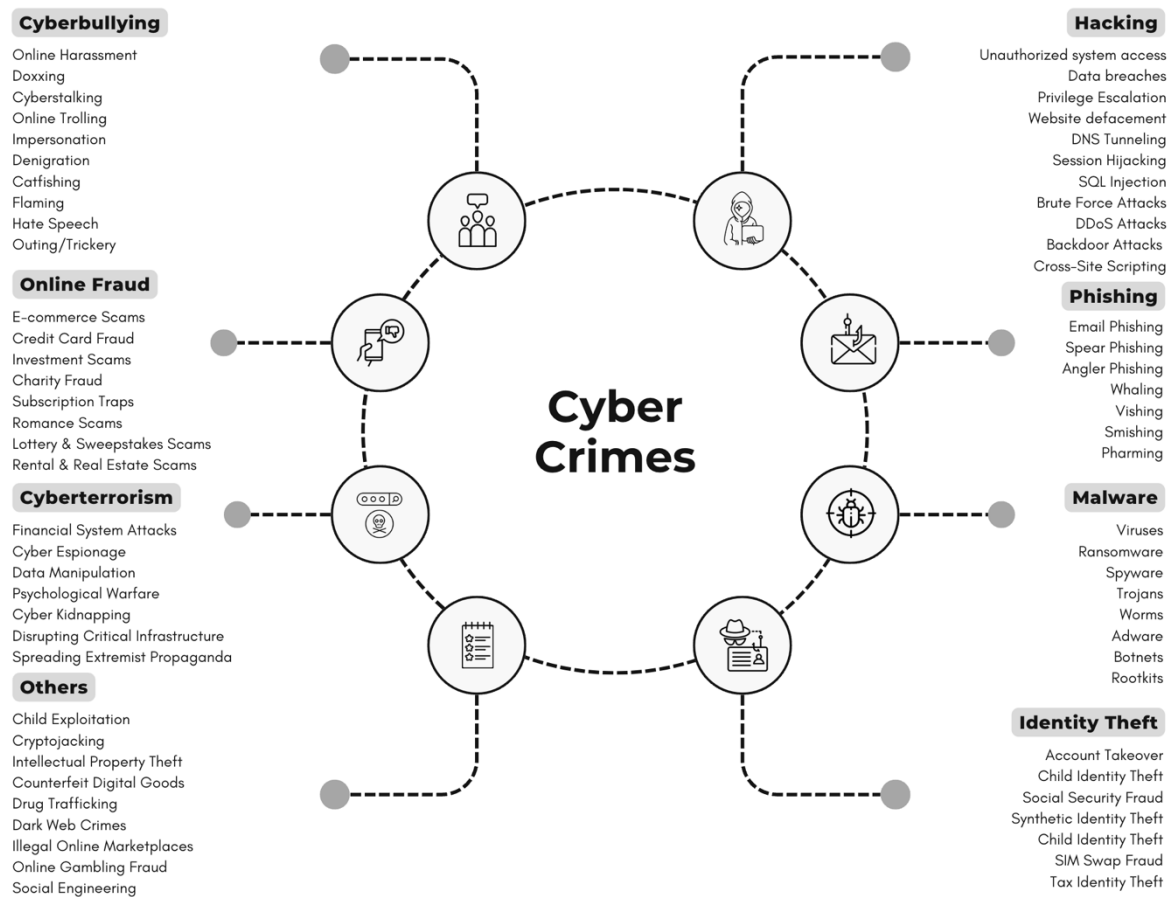 Cyberbullying
Online Harassment
Doxxing
Cyberstalking
Online Trolling
Impersonation
Denigration
Catfishing
Flaming
Hate Speech
Outing/Trickery
Online Fraud
E-commerce Scams
Credit Card Fraud
Investment Scams
Charity Fraud
Subscription Traps
Romance Scams
Lottery & Sweepstakes Scams
Rental & Real Estate Scams
Cyberterrorism
Financial System Attacks
Cyber Espionage
Data Manipulation
Psychological Warfare
Cyber Kidnapping
Disrupting Critical Infrastructure
Spreading Extremist Propaganda
Others
Child Exploitation
Cryptojacking
Intellectual Property Theft
Counterfeit Digital Goods
Drug Trafficking
Dark Web Crimes
Illegal Online Marketplaces
Online Gambling Fraud
Social Engineering
Cyber
Crimes
Hacking
Unauthorized system access
Data breaches
Privilege Escalation
Website defacement
DNS Tunneling
Session Hijacking
SQL Injection
Brute Force Attacks
DDoS Attacks
Backdoor Attacks
Cross-Site Scripting
Phishing
Email Phishing
Spear Phishing
Angler Phishing
Whaling
Vishing
Smishing
Pharming
Malware
Viruses
Ransomware
Spyware
Trojans
Worms
Adware
Botnets
Rootkits
Identity Theft
Account Takeover
Child Identity Theft
Social Security Fraud
Synthetic Identity Theft
Child Identity Theft
SIM Swap Fraud
Tax Identity Theft